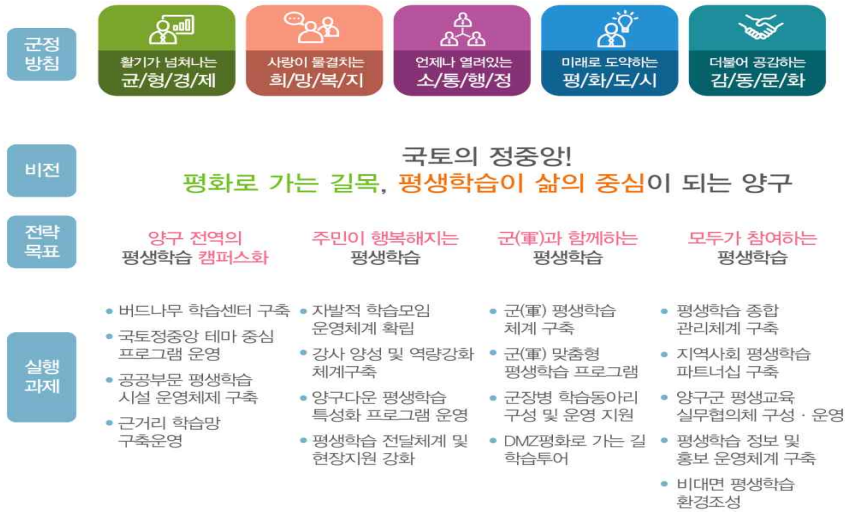 군정
방침
활기가 넘쳐나는
균/형/경/제
사랑이 물결치는
희/망/복/지
언제나 열려있는
소/통/행/정
미래로 도약하는
평/화/도/시
더불어 공감하는
감/동/문/화
비전
국토의 정중앙!
평화로 가는 길목, 평생학습이 삶의 중심이 되는 양구
전략
목표
양구 전역의
평생학습 캠퍼스화
주민이 행복해지는
평생학습
군(軍)과 함께하는
평생학습
모두가 참여하는
평생학습
실행
과제
• 버드나무 학습센터 구축
• 국토정중앙 테마 중심
프로그램 운영
• 공공부문 평생학습
시설 운영체제 구축
• 근거리 학습망
구축운영
• 자발적 학습모임
운영체계 확립
• 강사 양성 및 역량강화
체계구축
• 양구다운 평생학습
특성화 프로그램 운영
• 평생학습 전달체계 및
현장지원 강화
• 군(軍) 평생학습
체계 구축
• 군(軍) 맞춤형
평생학습 프로그램
• 군장병 학습동아리
구성 및 운영 지원
• DMZ평화로 가는 길
학습투어
• 평생학습 종합
관리체계 구축
• 지역사회 평생학습
파트너십 구축
• 양구군 평생교육
실무협의체 구성 · 운영
• 평생학습 정보 및
홍보 운영체계 구축
• 비대면 평생학습
환경조성